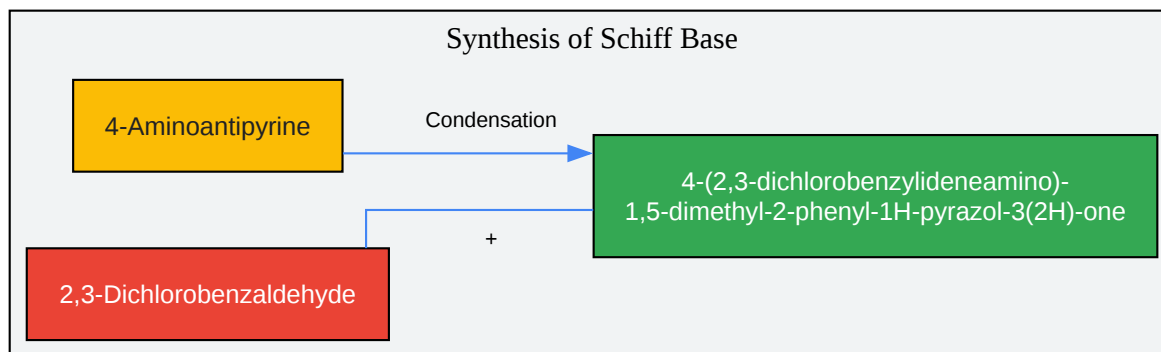 Synthesis of Schiff Base
4-Aminoantipyrine
Condensation
4-(2,3-dichlorobenzylideneamino)-
1,5-dimethyl-2-phenyl-1H-pyrazol-3(2H)-one
+
2,3-Dichlorobenzaldehyde